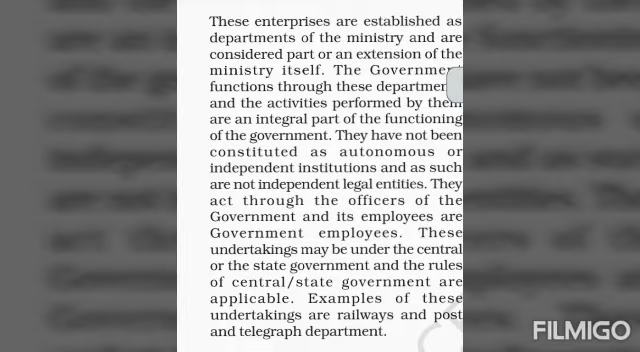 These enterprises are established as
departments of the ministry and are
considered part or an extension of the
ministry itself. The Government
functions through these departments
and the activities performed by them
are an integral part of the functioning
of the government. They have not been
constituted as autonomous or
independent institutions and as such
are not independent legal entities. They
act through the officers of the
Government and its employees are
Government employees. These
undertakings may be under the central
or the state government and the rules
of central/state government are
applicable. Examples of these
undertakings are railways and post
and telegraph department.
FILMIGO